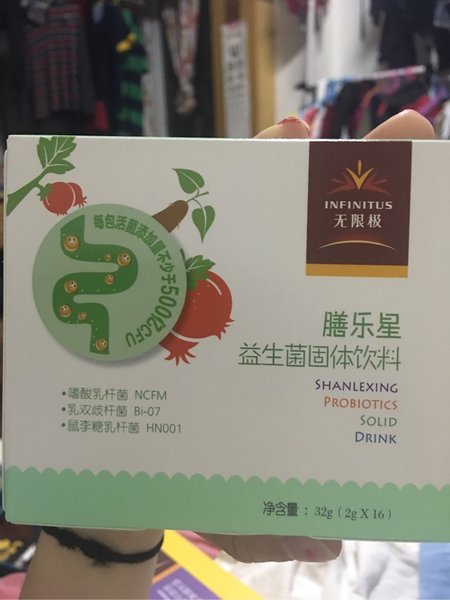 INFINITUS
无限极
每包活菌添加量不少于500亿CFU
膳乐星
益生菌固体饮料
SHANLEXING
PROBIOTICS
SOLID
DRINK
•嗜酸乳杆菌 NCFM
•乳双歧杆菌 Bi-07
•鼠李糖乳杆菌 HN001
净含量：32g（2g X 16）